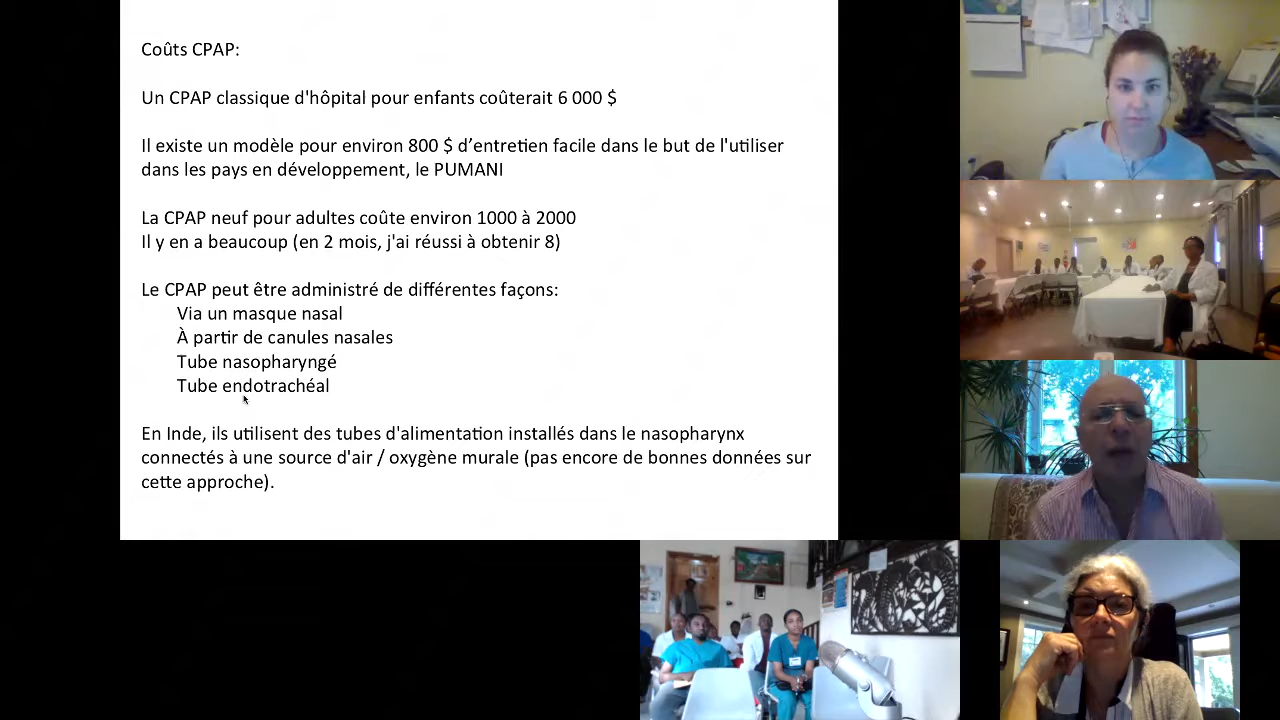 Coûts CPAP:
Un CPAP classique d'hôpital pour enfants coûterait 6 000 $
Il existe un modèle pour environ 800 $ d’entretien facile dans le but de l'utiliser
dans les pays en développement, le PUMANI
La CPAP neuf pour adultes coûte environ 1000 à 2000
Il y en a beaucoup (en 2 mois, j'ai réussi à obtenir 8)
Le CPAP peut être administré de différentes façons:
Via un masque nasal
À partir de canules nasales
Tube nasopharyngé
Tube endotrachéal
En Inde, ils utilisent des tubes d'alimentation installés dans le nasopharynx
connectés à une source d'air / oxygène murale (pas encore de bonnes données sur
cette approche).